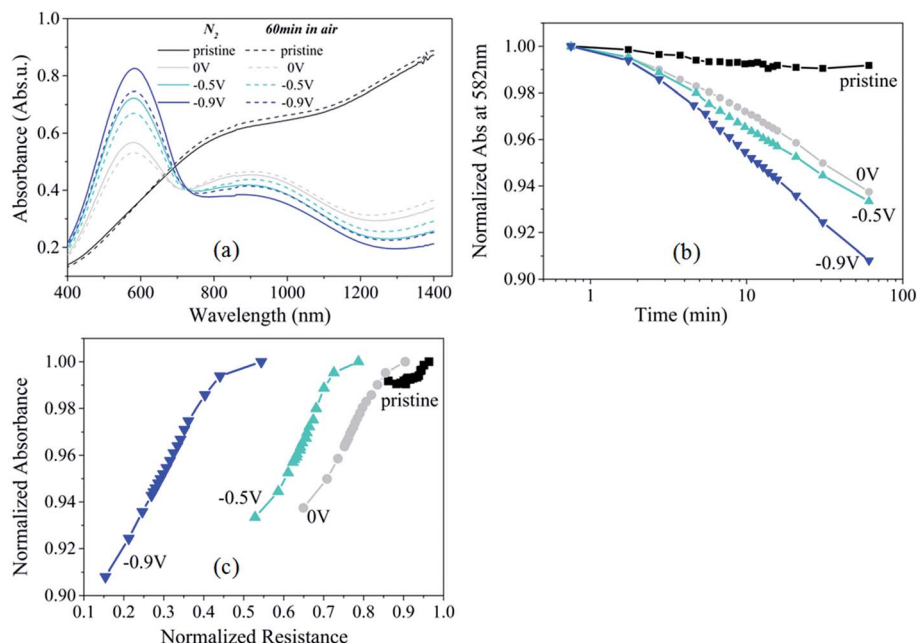 N2 60min in air
pristine pristine
0V 0V
-0.5V -0.5V
-0.9V -0.9V
1.0
0.8
0.6
0.4
0.2
Absorbance (Abs.u.)
(a)
400 600 800 1000 1200 1400
Wavelength (nm)
1.00
0.98
0.96
0.94
0.92
0.90
Normalized Abs at 582nm
pristine
0V
-0.5V
-0.9V
(b)
1 10 100
Time (min)
1.00
0.98
0.96
0.94
0.92
0.90
Normalized Absorbance
pristine
-0.5V
0V
-0.9V
(c)
0.1 0.2 0.3 0.4 0.5 0.6 0.7 0.8 0.9 1.0
Normalized Resistance